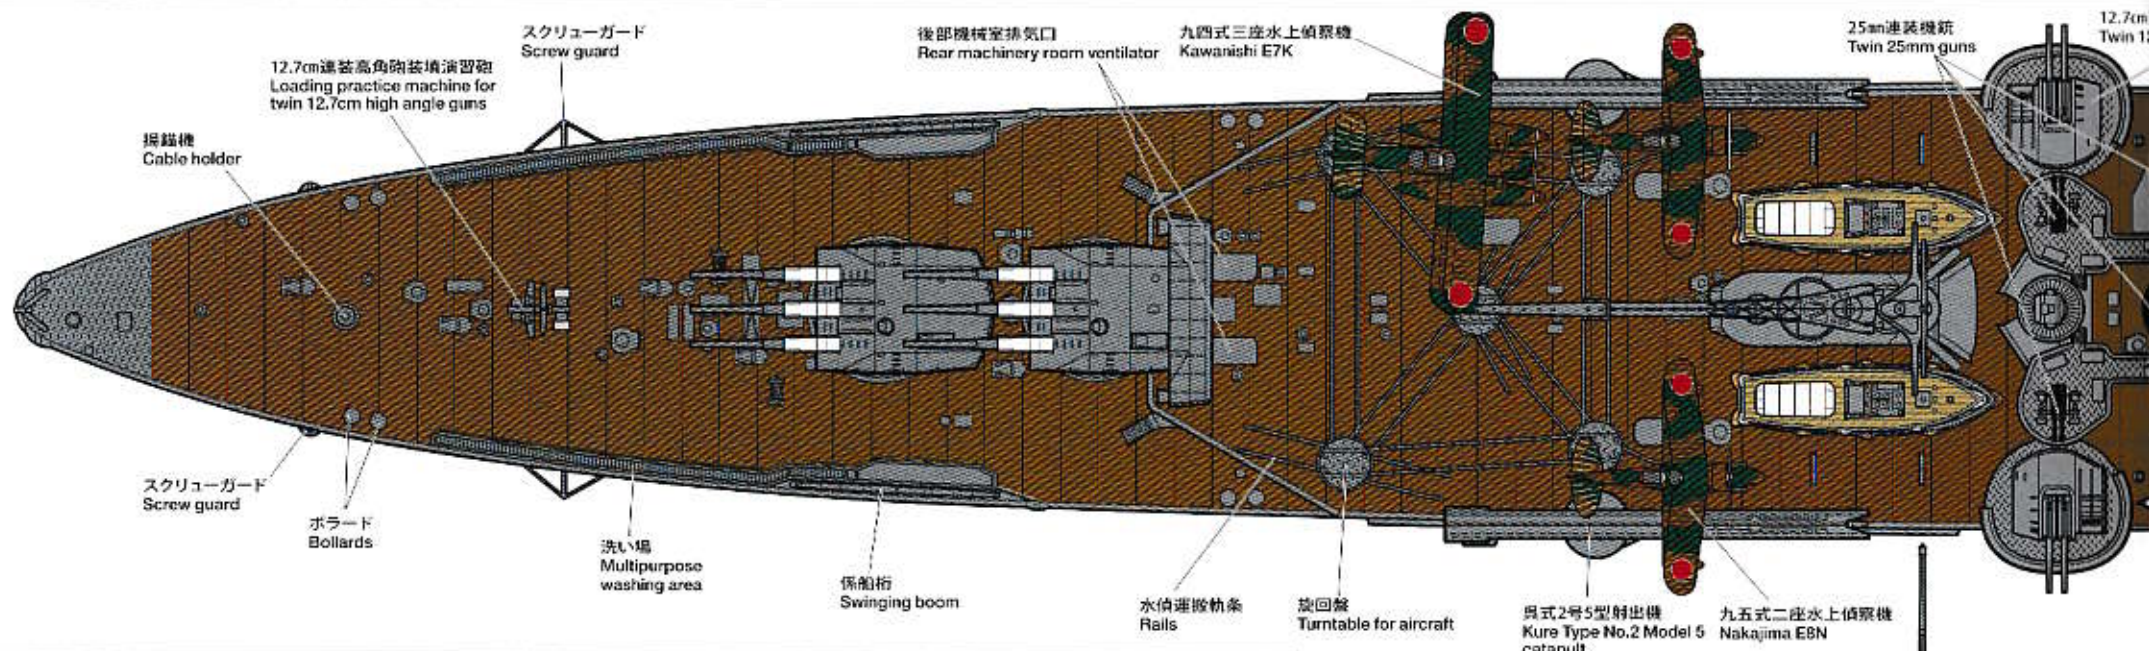 スクリューガード
Screw guard
12.7cm連装高角砲装填演習砲
Loading practice machine for
twin 12.7cm high angle guns
揚錨機
Cable holder
後部機械室排気口
Rear machinery room ventilator
九四式三座水上偵察機
Kawanishi E7K
25mm連装機銃
Twin 25mm guns
12.7cm
Twin 12
スクリューガード
Screw guard
ボラード
Bollards
洗い場
Multipurpose
washing area
係船桁
Swinging boom
水偵運搬軌条
Rails
旋回盤
Turntable for aircraft
呉式2号5型射出機
Kure Type No.2 Model 5
catapult
九五式二座水上偵察機
Nakajima E8N